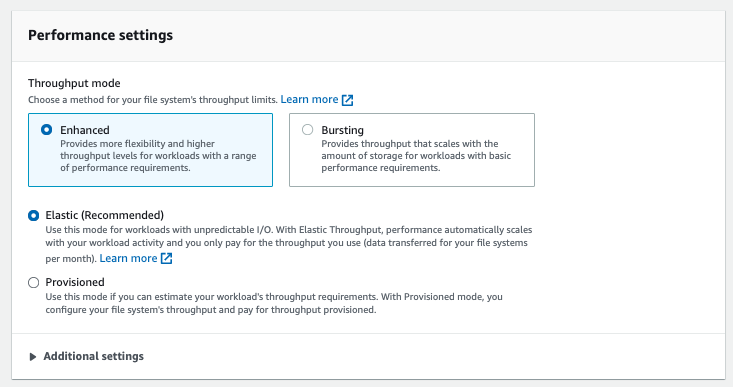 Performance settings
Throughput mode
Choose a method for your file system's throughput limits. Learn more
Enhanced
Provides more flexibility and higher
throughput levels for workloads with a range
of performance requirements.
Bursting
Provides throughput that scales with the
amount of storage for workloads with basic
performance requirements.
Elastic (Recommended)
Use this mode for workloads with unpredictable I/O. With Elastic Throughput, performance automatically scales
with your workload activity and you only pay for the throughput you use (data transferred for your file systems
per month). Learn more
Provisioned
Use this mode if you can estimate your workload's throughput requirements. With Provisioned mode, you
configure your file system's throughput and pay for throughput provisioned.
Additional settings